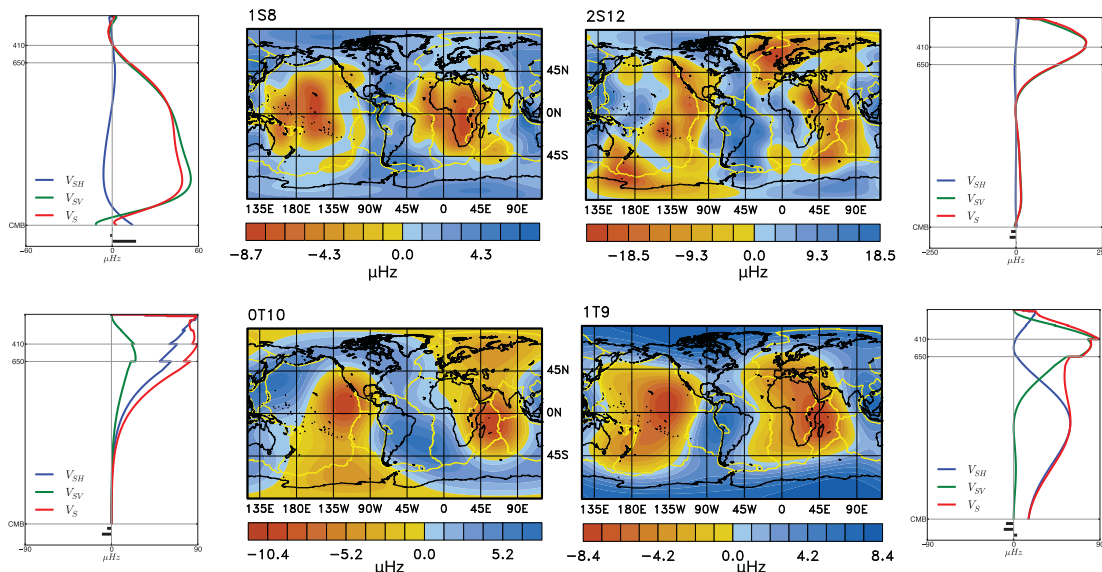 1S8
2S12
410
650
CMB
V_SH
V_SV
V_S
−50 0 60
μHz
45N
0N
45S
135E 180E 135W 90W 45W 0 45E 90E
−8.7 −4.3 0.0 4.3
μHz
135E 180E 135W 90W 45W 0 45E 90E
−18.5 −9.3 0.0 9.3 18.5
μHz
410
650
CMB
V_SH
V_SV
V_S
−250 0 25
μHz
0T10
1T9
410
650
CMB
V_SH
V_SV
V_S
−90 0 90
μHz
45N
0N
45S
135E 180E 135W 90W 45W 0 45E 90E
−10.4 −5.2 0.0 5.2
μHz
135E 180E 135W 90W 45W 0 45E 90E
−8.4 −4.2 0.0 4.2 8.4
μHz
410
650
CMB
V_SH
V_SV
V_S
−90 0 90
μHz